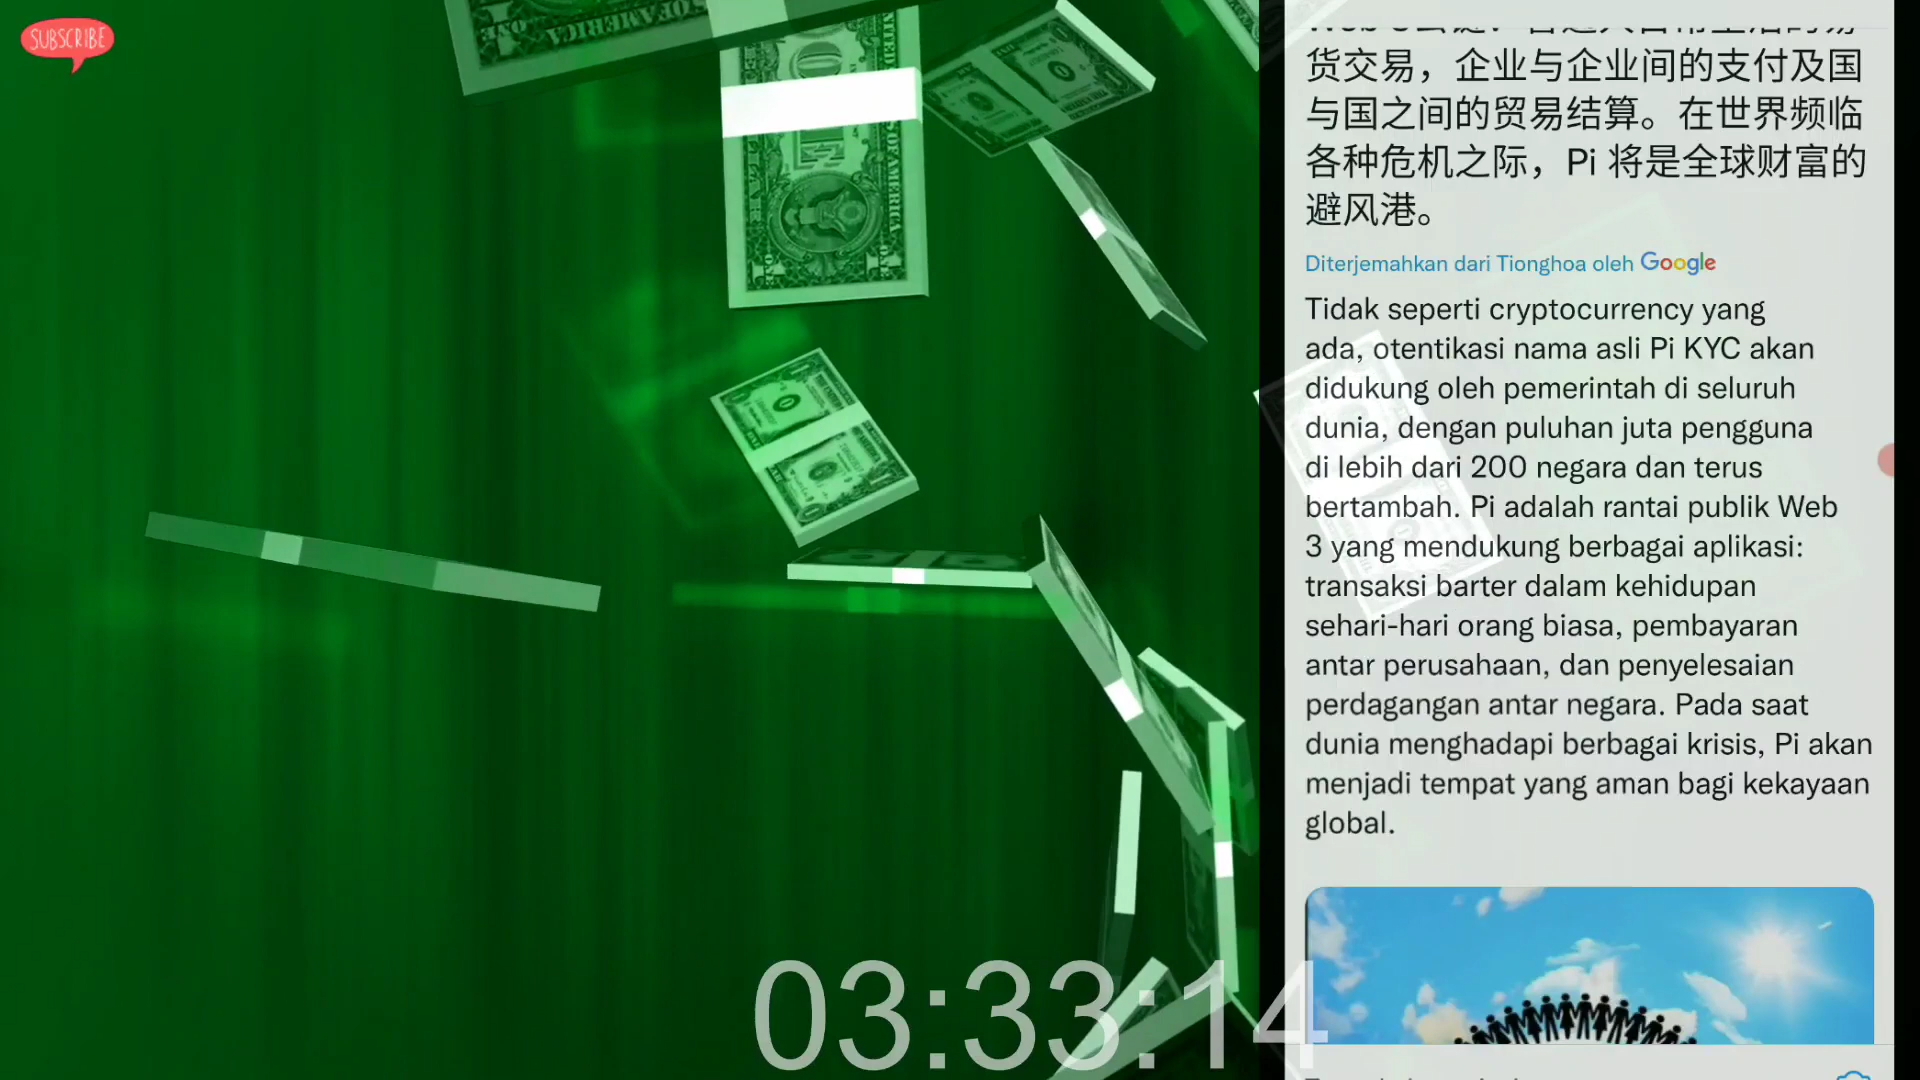 SUBSCRIBE
货交易，企业与企业间的支付及国
与国之间的贸易结算。在世界频临
各种危机之际，Pi 将是全球财富的
避风港。
Diterjemahkan dari Tionghoa oleh Google
Tidak seperti cryptocurrency yang
ada, otentikasi nama asli Pi KYC akan
didukung oleh pemerintah di seluruh
dunia, dengan puluhan juta pengguna
di lebih dari 200 negara dan terus
bertambah. Pi adalah rantai publik Web
3 yang mendukung berbagai aplikasi:
transaksi barter dalam kehidupan
sehari-hari orang biasa, pembayaran
antar perusahaan, dan penyelesaian
perdagangan antar negara. Pada saat
dunia menghadapi berbagai krisis, Pi akan
menjadi tempat yang aman bagi kekayaan
global.
03:33:14